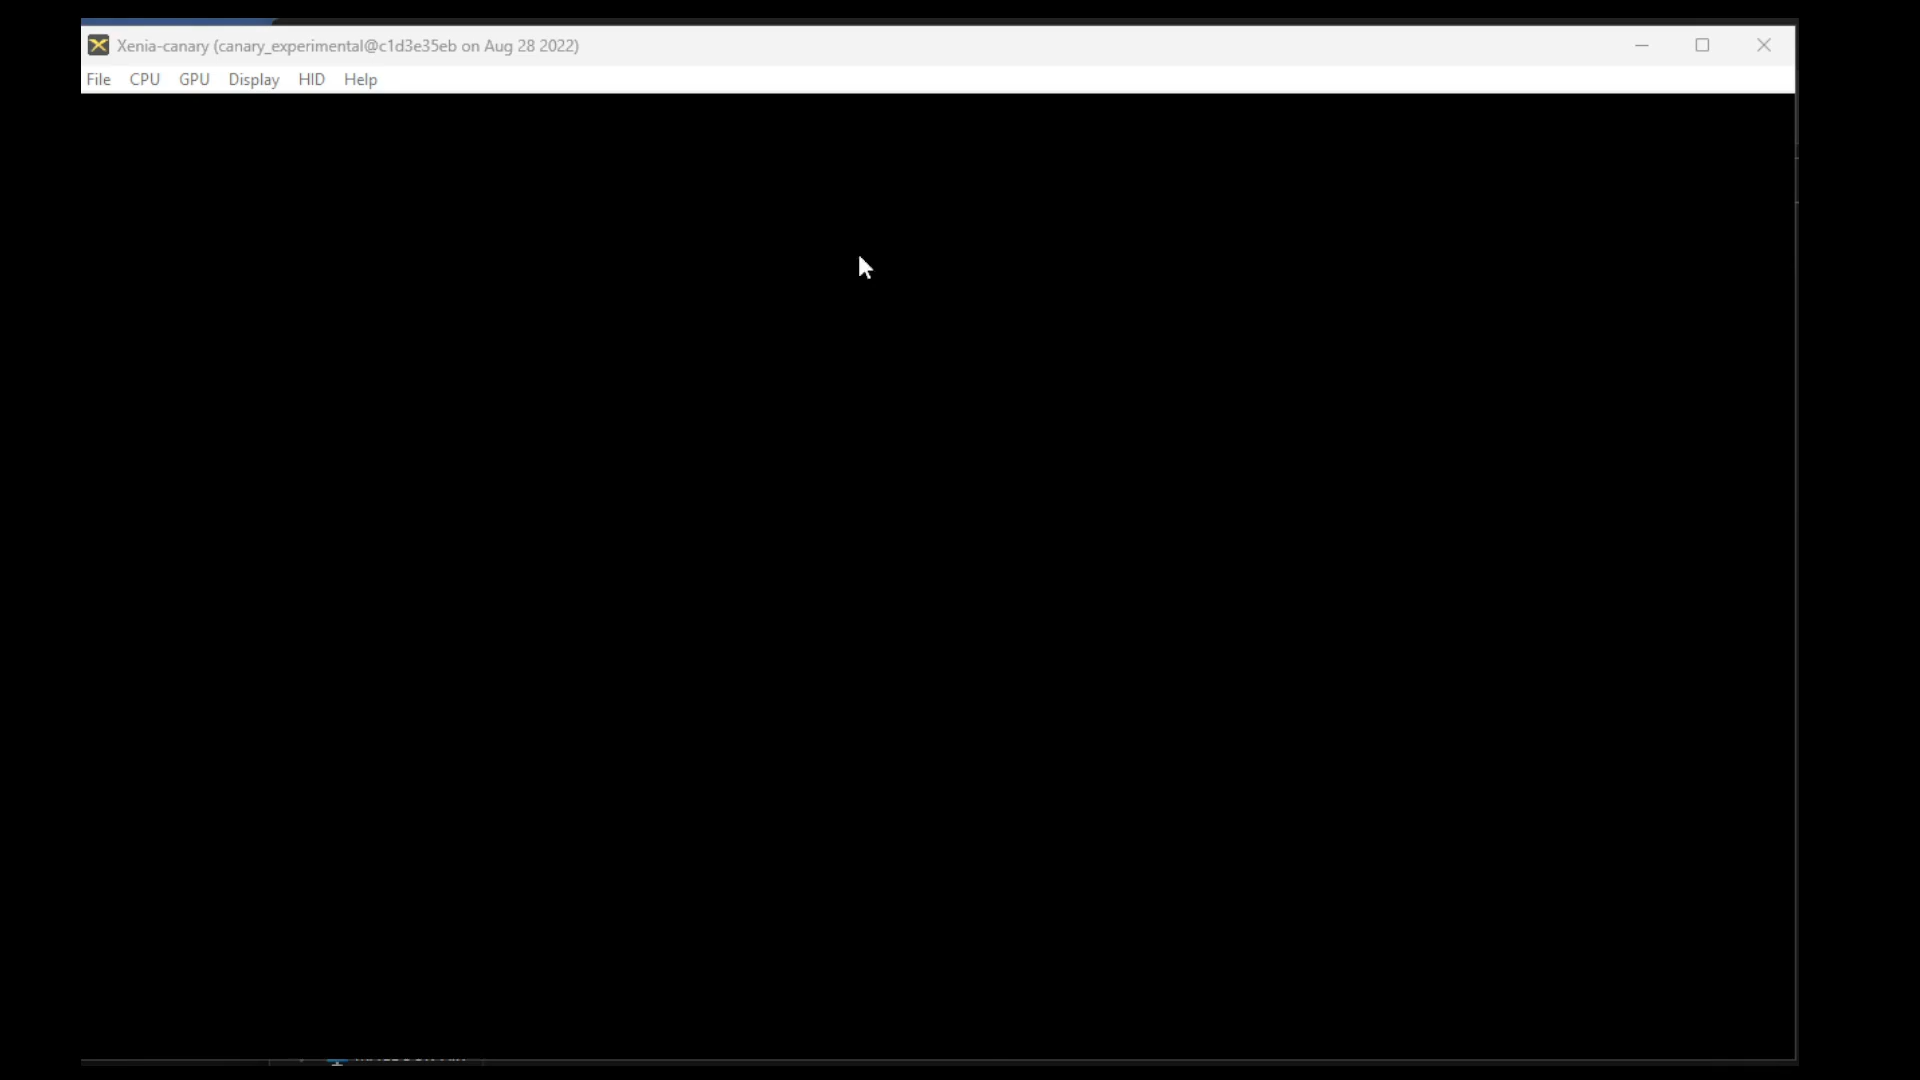 Xenia-canary (canary_experimental@c1d3e35eb on Aug 28 2022)
File CPU GPU Display HID Help